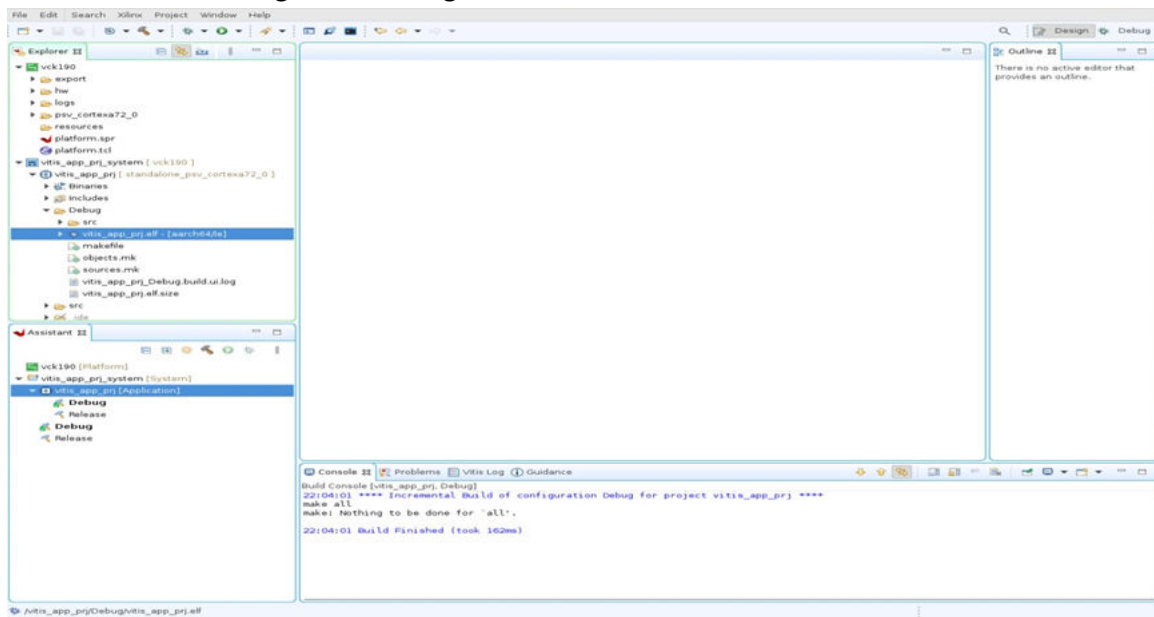 File Edit Search Xilinx Project Window Help
Design Debug
Explorer
vck190
export
hw
logs
psv_cortexa72_0
resources
platform.spr
platform.tcl
vitis_app_prj_system [ vck190 ]
vitis_app_prj [ standalone_psv_cortexa72_0 ]
Binaries
Includes
Debug
src
vitis_app_prj.elf - [aarch64/le]
makefile
objects.mk
sources.mk
vitis_app_prj_Debug.build.ui.log
vitis_app_prj.elf.size
src
ide
Outline
There is no active editor that
provides an outline.
Assistant
vck190 [Platform]
vitis_app_prj_system [System]
vitis_app_prj [Application]
Debug
Release
Debug
Release
Console Problems Vitis Log Guidance
Build Console [vitis_app_prj, Debug]
22:04:01 **** Incremental Build of configuration Debug for project vitis_app_prj ****
make all
make: Nothing to be done for `all'.
22:04:01 Build Finished (took 162ms)
/vitis_app_prj/Debug/vitis_app_prj.elf